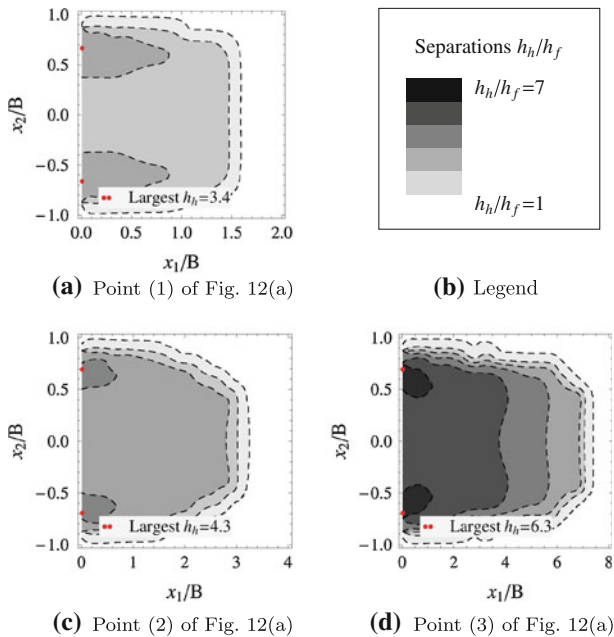 1.0
0.5
0.0
−0.5
−1.0
x₂/B
Largest hₕ=3.4
0.0 0.5 1.0 1.5 2.0
x₁/B
(a) Point (1) of Fig. 12(a)
Separations hₕ/h_f
hₕ/h_f=7
hₕ/h_f=1
(b) Legend
1.0
0.5
0.0
−0.5
−1.0
x₂/B
Largest hₕ=4.3
0 1 2 3 4
x₁/B
(c) Point (2) of Fig. 12(a)
1.0
0.5
0.0
−0.5
−1.0
x₂/B
Largest hₕ=6.3
0 2 4 6 8
x₁/B
(d) Point (3) of Fig. 12(a)